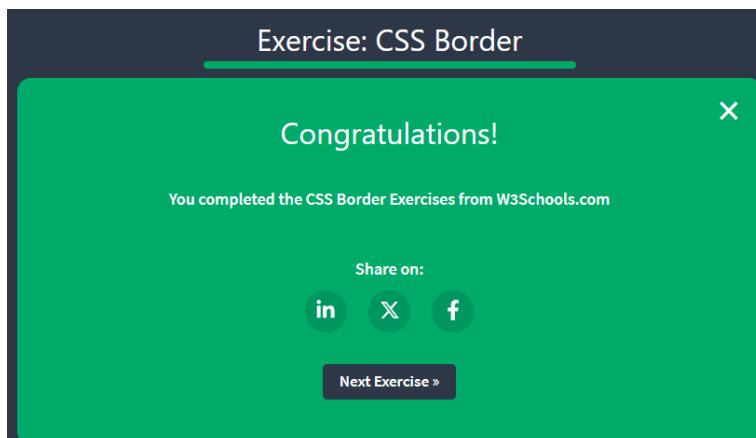 Exercise: CSS Border
×
Congratulations!
You completed the CSS Border Exercises from W3Schools.com
Share on:
in X f
Next Exercise »